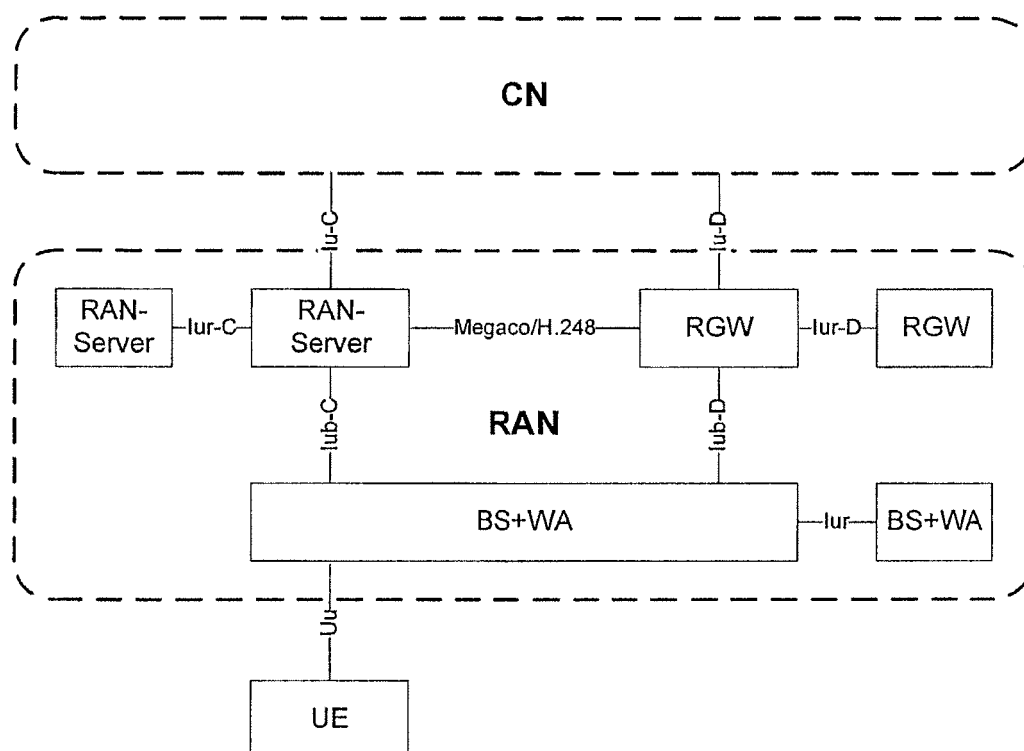 CN
Iu-C
Iu-D
RAN-
Server
Iur-C
RAN-
Server
Megaco/H.248
RGW
Iur-D
RGW
Iub-C
RAN
Iub-D
BS+WA
Iur
BS+WA
Uu
UE